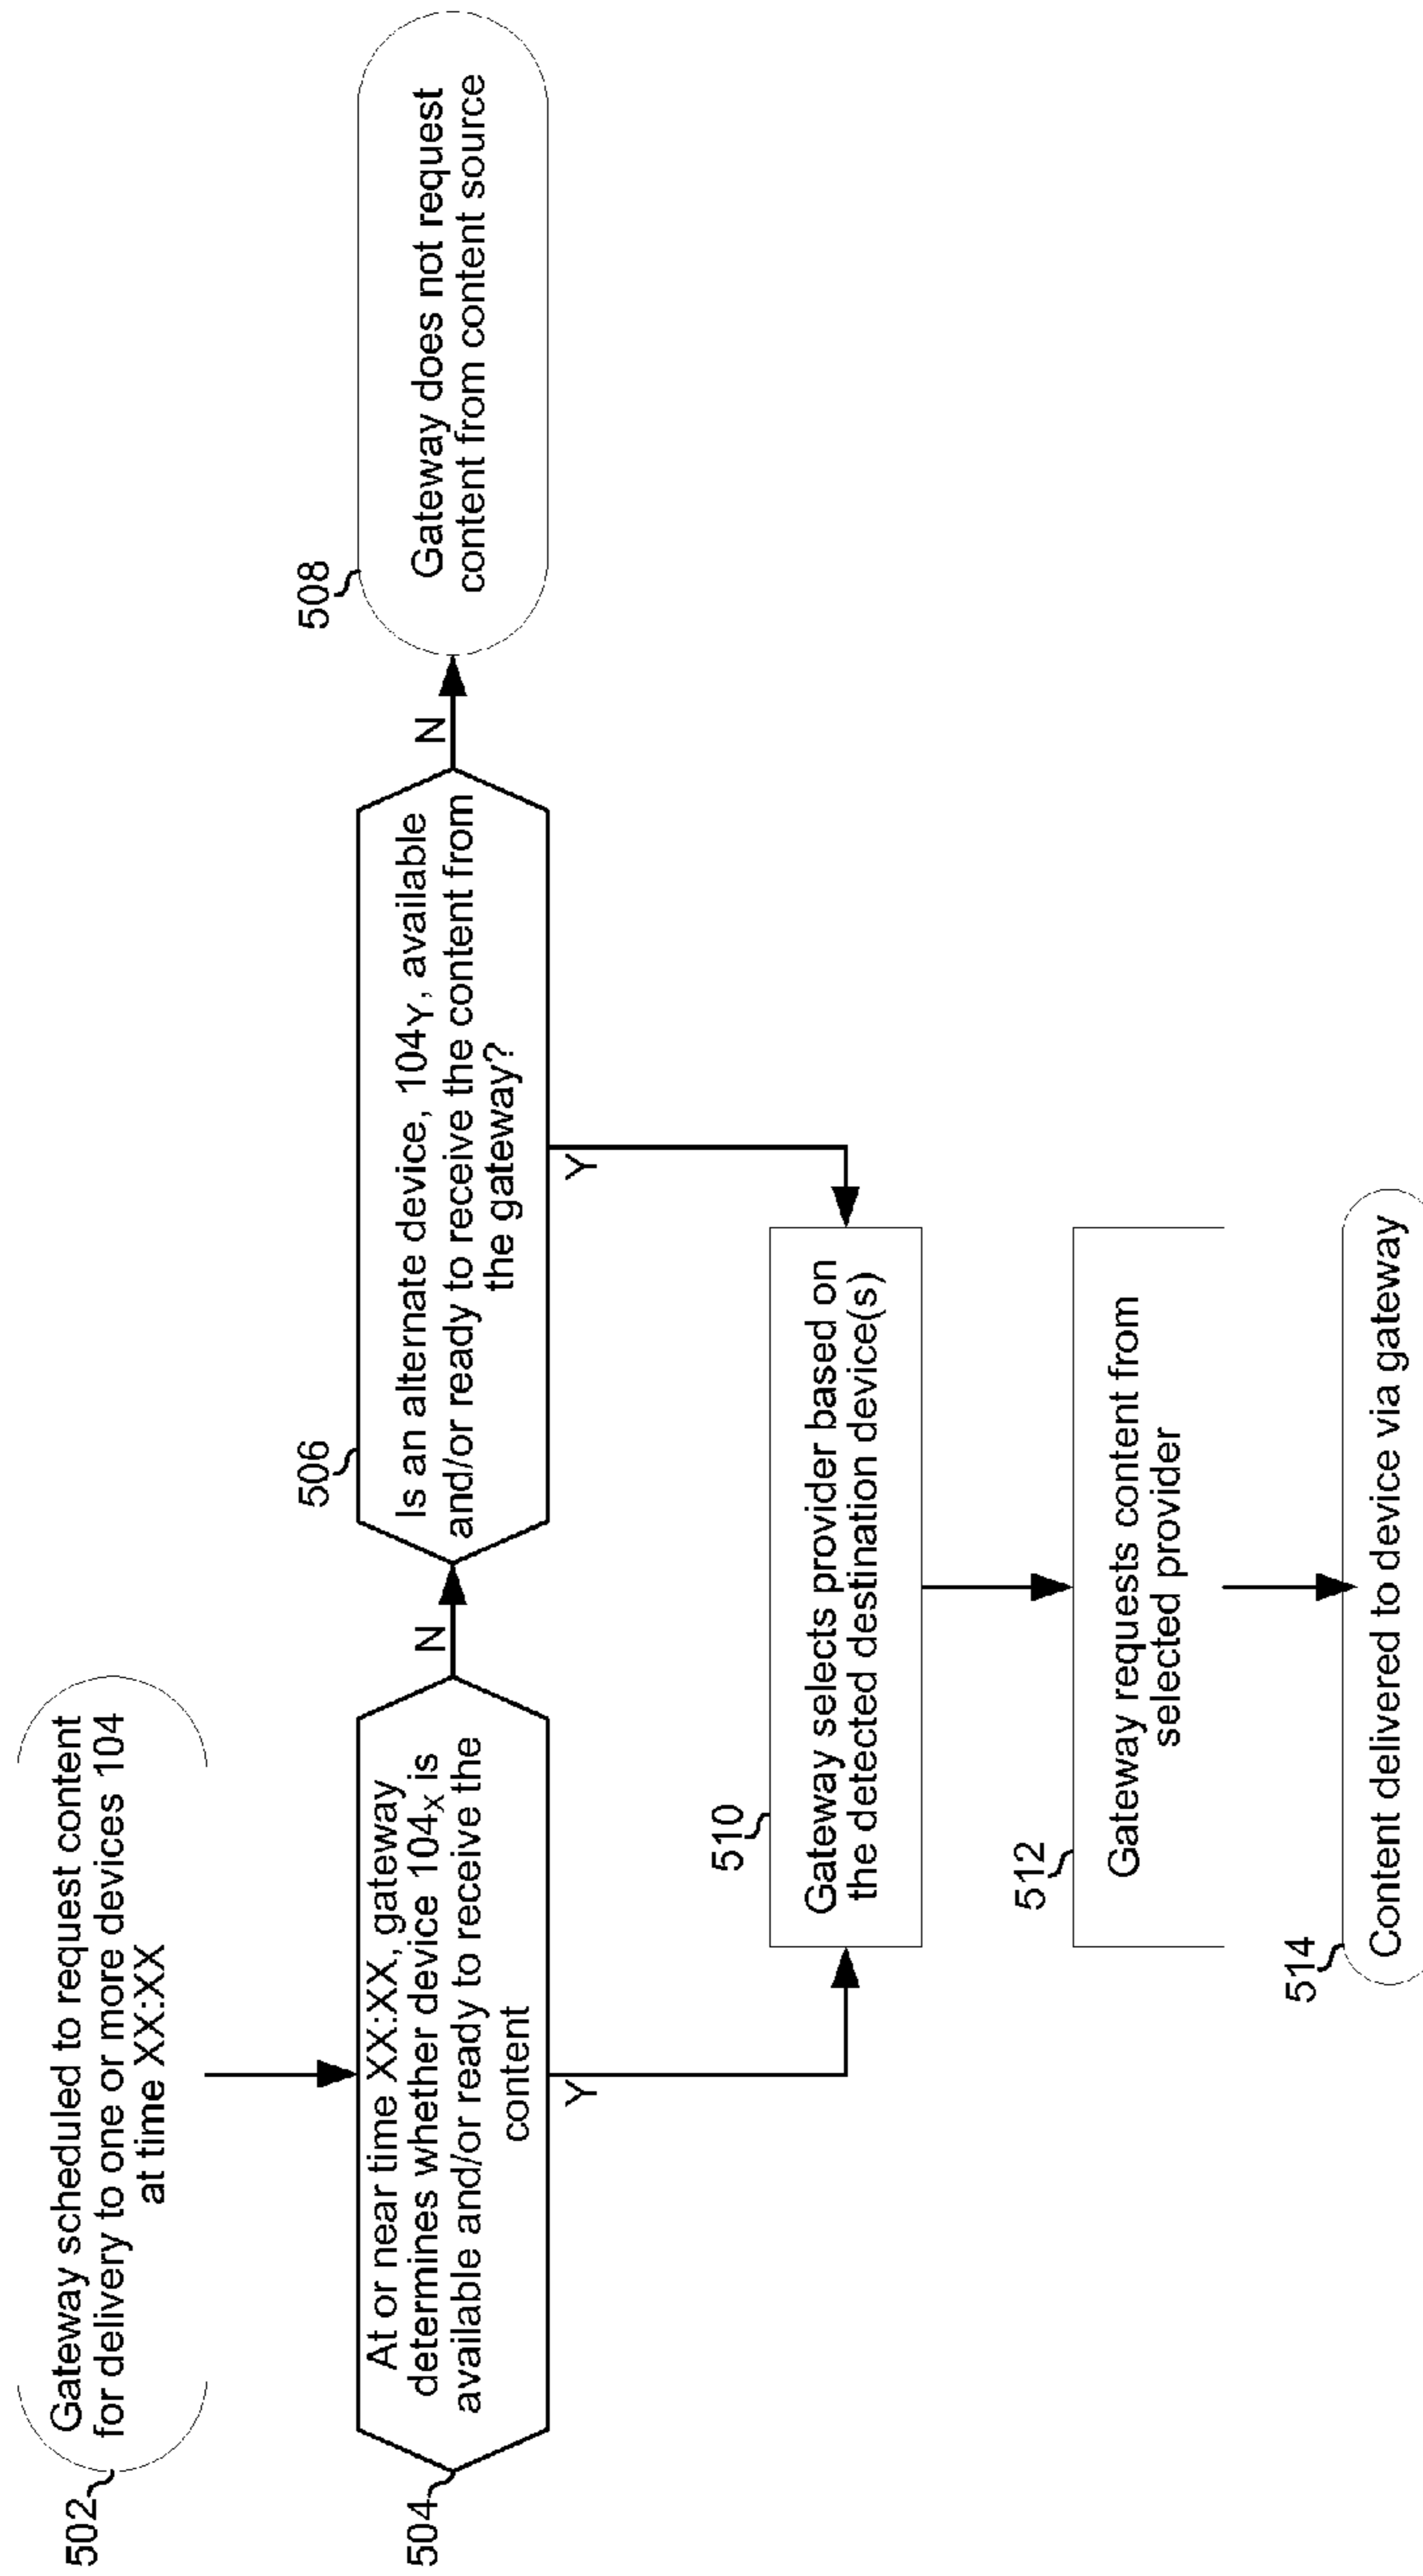 502
Gateway scheduled to request content
for delivery to one or more devices 104
at time XX:XX
504
At or near time XX:XX, gateway
determines whether device 104X is
available and/or ready to receive the
content
N
Y
506
Is an alternate device, 104Y, available
and/or ready to receive the content from
the gateway?
N
Y
508
Gateway does not request
content from content source
510
Gateway selects provider based on
the detected destination device(s)
512
Gateway requests content from
selected provider
514
Content delivered to device via gateway